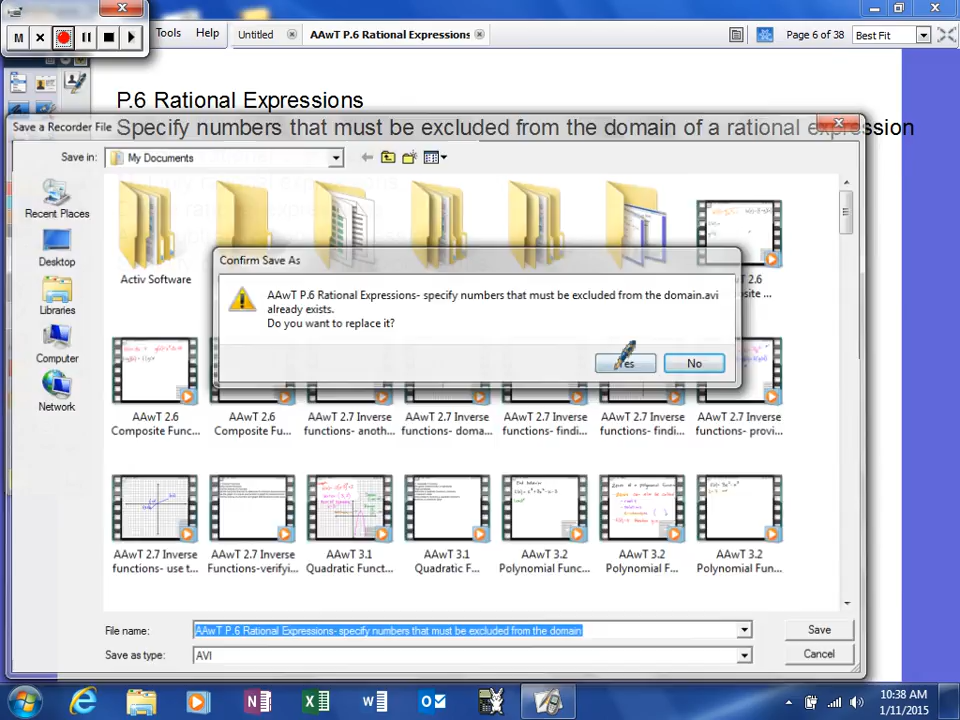 M
Tools Help Untitled AAwT P.6 Rational Expressions Page 6 of 38 Best Fit
P.6 Rational Expressions
Specify numbers that must be excluded from the domain of a rational expression
Save a Recorder File
Save in: My Documents
Recent Places
Desktop
Libraries
Computer
Network
Activ Software
Confirm Save As
AAwT P.6 Rational Expressions- specify numbers that must be excluded from the domain.avi
already exists.
Do you want to replace it?
Yes No
AAwT 2.6 Composite Func...
AAwT 2.6 Composite Fu...
AAwT 2.7 Inverse functions- anoth...
AAwT 2.7 Inverse functions- doma...
AAwT 2.7 Inverse functions- findi...
AAwT 2.7 Inverse functions- findi...
AAwT 2.7 Inverse functions- provi...
AAwT 2.7 Inverse functions- use t...
AAwT 2.7 Inverse Functions-verifyi...
AAwT 3.1 Quadratic Funct...
AAwT 3.1 Quadratic F...
AAwT 3.2 Polynomial Func...
AAwT 3.2 Polynomial F...
AAwT 3.2 Polynomial Fun...
File name: AAwT P.6 Rational Expressions- specify numbers that must be excluded from the domain
Save
Save as type: AVI
Cancel
10:38 AM
1/11/2015